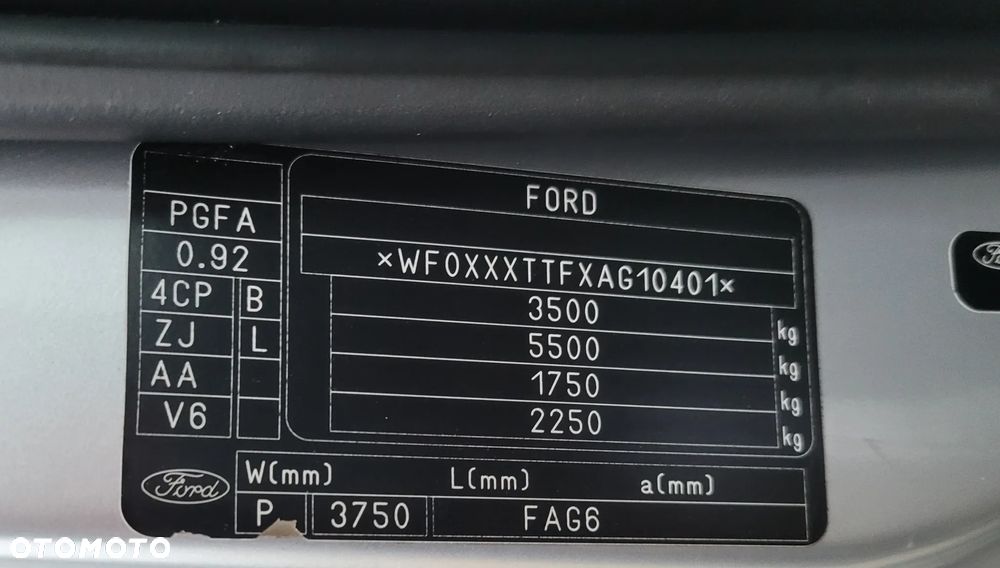 FORD
PGFA
0.92
×WF0XXXTTFXAG10401×
4CP B
3500 kg
ZJ L
5500 kg
AA
1750 kg
V6
2250 kg
Ford
W(mm) L(mm) a(mm)
P 3750 FAG6
OTOMOTO